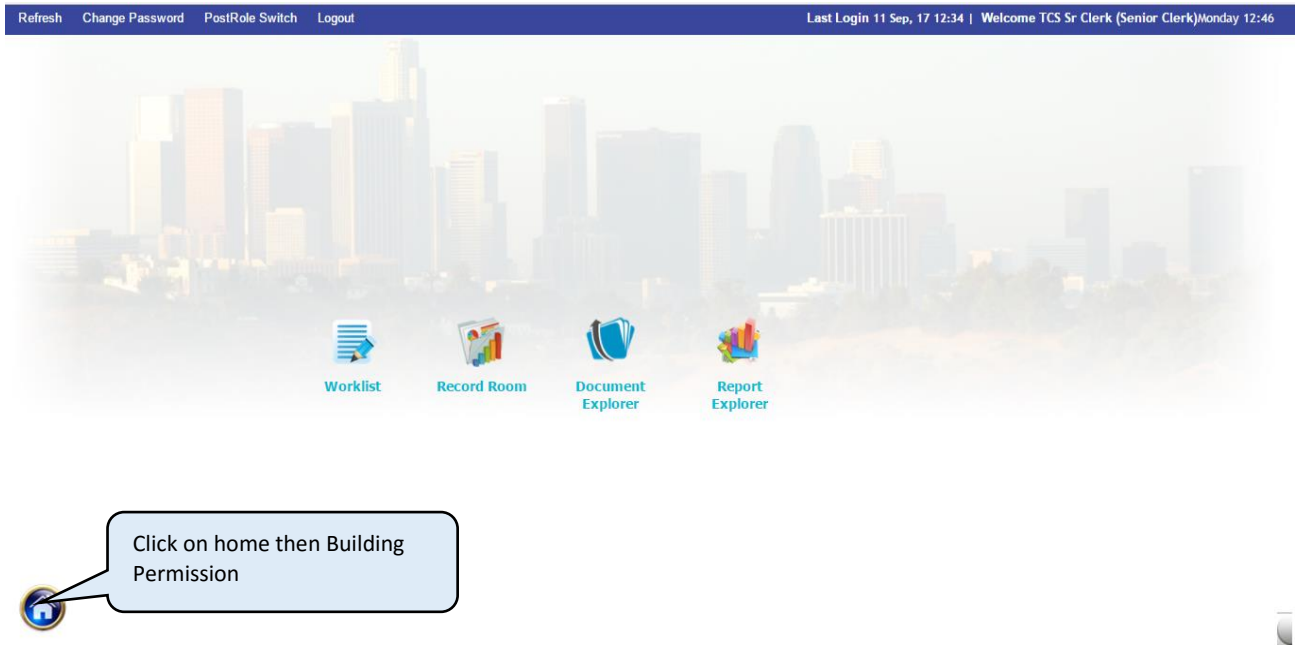 Refresh Change Password PostRole Switch Logout Last Login 11 Sep, 17 12:34 | Welcome TCS Sr Clerk (Senior Clerk)Monday 12:46
Worklist Record Room Document Report
Explorer Explorer
Click on home then Building
Permission